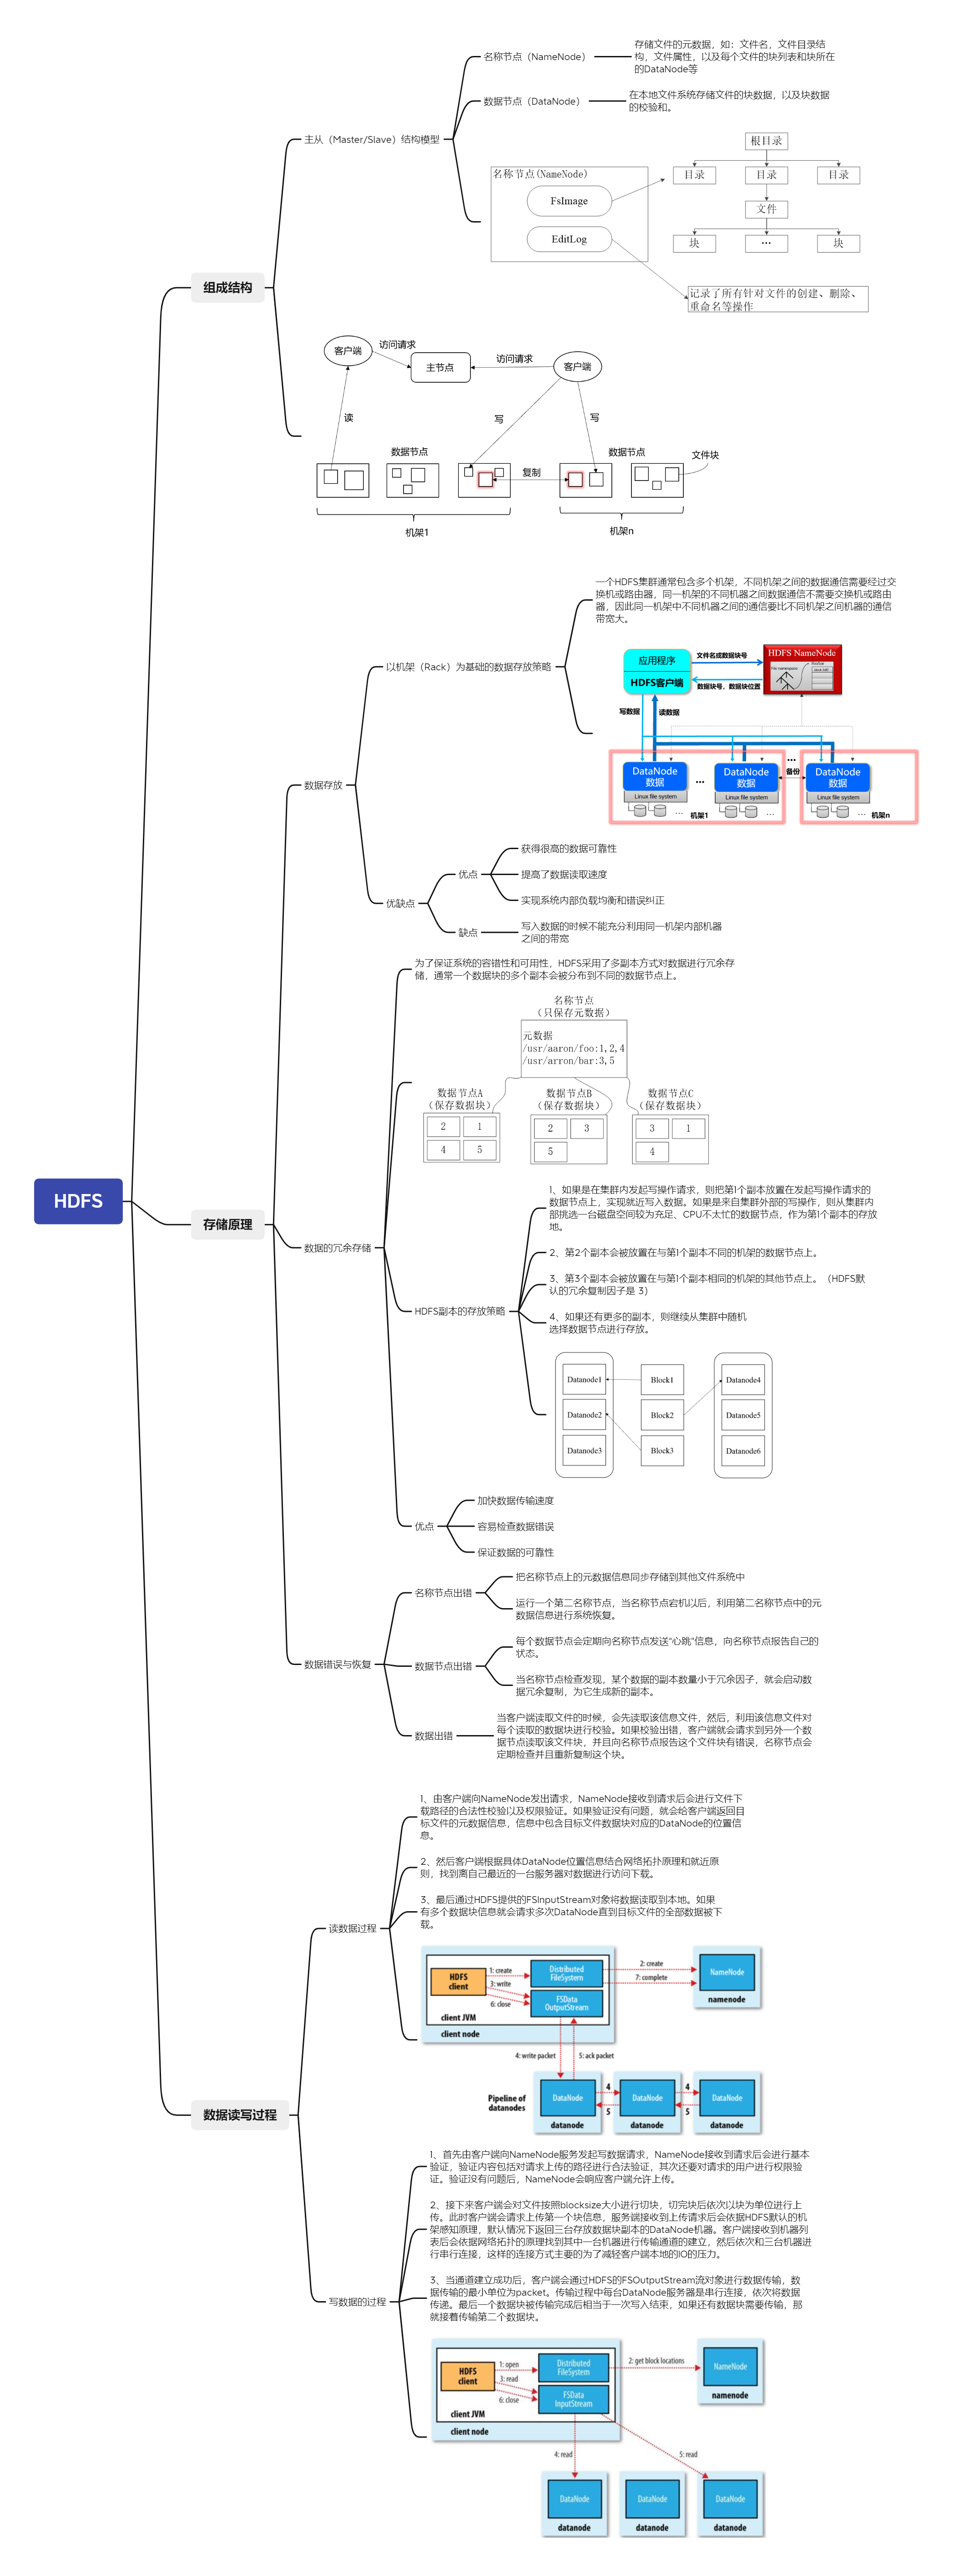 HDFS
组成结构
主从（Master/Slave）结构模型
名称节点（NameNode）
存储文件的元数据，如：文件名，文件目录结
构，文件属性，以及每个文件的块列表和块所在
的DataNode等
数据节点（DataNode）
在本地文件系统存储文件的块数据，以及块数据
的校验和。
名称节点(NameNode)
FsImage
EditLog
根目录
目录
目录
目录
文件
块
...
块
记录了所有针对文件的创建、删除、
重命名等操作
客户端
访问请求
主节点
访问请求
客户端
读
写
写
数据节点
数据节点
文件块
复制
机架1
机架n
存储原理
数据存放
以机架（Rack）为基础的数据存放策略
一个HDFS集群通常包含多个机架，不同机架之间的数据通信需要经过交
换机或路由器，同一机架的不同机器之间数据通信不需要交换机或路由
器，因此同一机架中不同机器之间的通信要比不同机架之间机器的通信
带宽大。
应用程序
HDFS客户端
文件名或数据块号
数据块号，数据块位置
HDFS NameNode
File namespace
写数据
读数据
DataNode
数据
Linux file system
...
DataNode
数据
Linux file system
...
备份
DataNode
数据
Linux file system
...
机架1
...
...
机架n
优缺点
优点
获得很高的数据可靠性
提高了数据读取速度
实现系统内部负载均衡和错误纠正
缺点
写入数据的时候不能充分利用同一机架内部机器
之间的带宽
数据的冗余存储
为了保证系统的容错性和可用性，HDFS采用了多副本方式对数据进行冗余存
储，通常一个数据块的多个副本会被分布到不同的数据节点上。
名称节点
（只保存元数据）
元数据
/usr/aaron/foo:1,2,4
/usr/arron/bar:3,5
数据节点A
（保存数据块）
2 1
4 5
数据节点B
（保存数据块）
2 3
5
数据节点C
（保存数据块）
3 1
4
HDFS副本的存放策略
1、如果是在集群内发起写操作请求，则把第1个副本放置在发起写操作请求的
数据节点上，实现就近写入数据。如果是来自集群外部的写操作，则从集群内
部挑选一台磁盘空间较为充足、CPU不太忙的数据节点，作为第1个副本的存放
地。
2、第2个副本会被放置在与第1个副本不同的机架的数据节点上。
3、第3个副本会被放置在与第1个副本相同的机架的其他节点上。（HDFS默
认的冗余复制因子是 3）
4、如果还有更多的副本，则继续从集群中随机
选择数据节点进行存放。
Datanode1
Block1
Datanode4
Datanode2
Block2
Datanode5
Datanode3
Block3
Datanode6
优点
加快数据传输速度
容易检查数据错误
保证数据的可靠性
数据错误与恢复
名称节点出错
把名称节点上的元数据信息同步存储到其他文件系统中
运行一个第二名称节点，当名称节点宕机以后，利用第二名称节点中的元
数据信息进行系统恢复。
数据节点出错
每个数据节点会定期向名称节点发送"心跳"信息，向名称节点报告自己的
状态。
当名称节点检查发现，某个数据的副本数量小于冗余因子，就会启动数
据冗余复制，为它生成新的副本。
数据出错
当客户端读取文件的时候，会先读取该信息文件，然后，利用该信息文件对
每个读取的数据块进行校验。如果校验出错，客户端就会请求到另外一个数
据节点读取该文件块，并且向名称节点报告这个文件块有错误，名称节点会
定期检查并且重新复制这个块。
数据读写过程
读数据过程
1、由客户端向NameNode发出请求，NameNode接收到请求后会进行文件下
载路径的合法性校验以及权限验证。如果验证没有问题，就会给客户端返回目
标文件的元数据信息，信息中包含目标文件数据块对应的DataNode的位置信
息。
2、然后客户端根据具体DataNode位置信息结合网络拓扑原理和就近原
则，找到离自己最近的一台服务器对数据进行访问下载。
3、最后通过HDFS提供的FSInputStream对象将数据读取到本地。如果
有多个数据块信息就会请求多次DataNode直到目标文件的全部数据被下
载。
HDFS
client
1: create
3: write
6: close
Distributed
FileSystem
FSData
OutputStream
client JVM
client node
2: create
7: complete
NameNode
namenode
4: write packet
5: ack packet
Pipeline of
datanodes
DataNode
datanode
4
5
DataNode
datanode
4
5
DataNode
datanode
写数据的过程
1、首先由客户端向NameNode服务发起写数据请求，NameNode接收到请求后会进行基本
验证，验证内容包括对请求上传的路径进行合法验证，其次还要对请求的用户进行权限验
证。验证没有问题后，NameNode会响应客户端允许上传。
2、接下来客户端会对文件按照blocksize大小进行切块，切完块后依次以块为单位进行上
传。此时客户端会请求上传第一个块信息，服务端接收到上传请求后会依据HDFS默认的机
架感知原理，默认情况下返回三台存放数据块副本的DataNode机器。客户端接收到机器列
表后会依据网络拓扑的原理找到其中一台机器进行传输通道的建立，然后依次和三台机器进
行串行连接，这样的连接方式主要的为了减轻客户端本地的IO的压力。
3、当通道建立成功后，客户端会通过HDFS的FSOutputStream流对象进行数据传输，数
据传输的最小单位为packet。传输过程中每台DataNode服务器是串行连接，依次将数据
传递。最后一个数据块被传输完成后相当于一次写入结束，如果还有数据块需要传输，那
就接着传输第二个数据块。
HDFS
client
1: open
3: read
6: close
Distributed
FileSystem
FSData
InputStream
client JVM
client node
2: get block locations
NameNode
namenode
4: read
5: read
DataNode
datanode
DataNode
datanode
DataNode
datanode